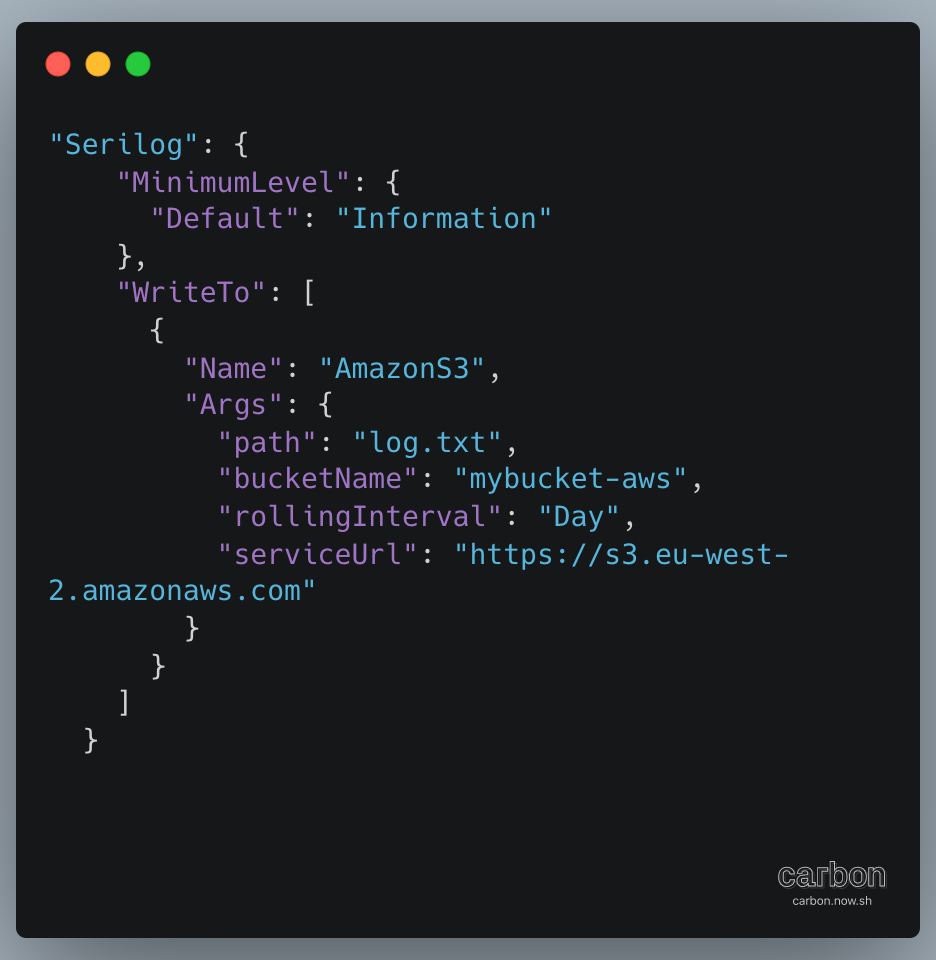 "Serilog": {
    "MinimumLevel": {
      "Default": "Information"
    },
    "WriteTo": [
      {
        "Name": "AmazonS3",
        "Args": {
          "path": "log.txt",
          "bucketName": "mybucket-aws",
          "rollingInterval": "Day",
          "serviceUrl": "https://s3.eu-west-
2.amazonaws.com"
        }
      }
    ]
  }
carbon
carbon.now.sh